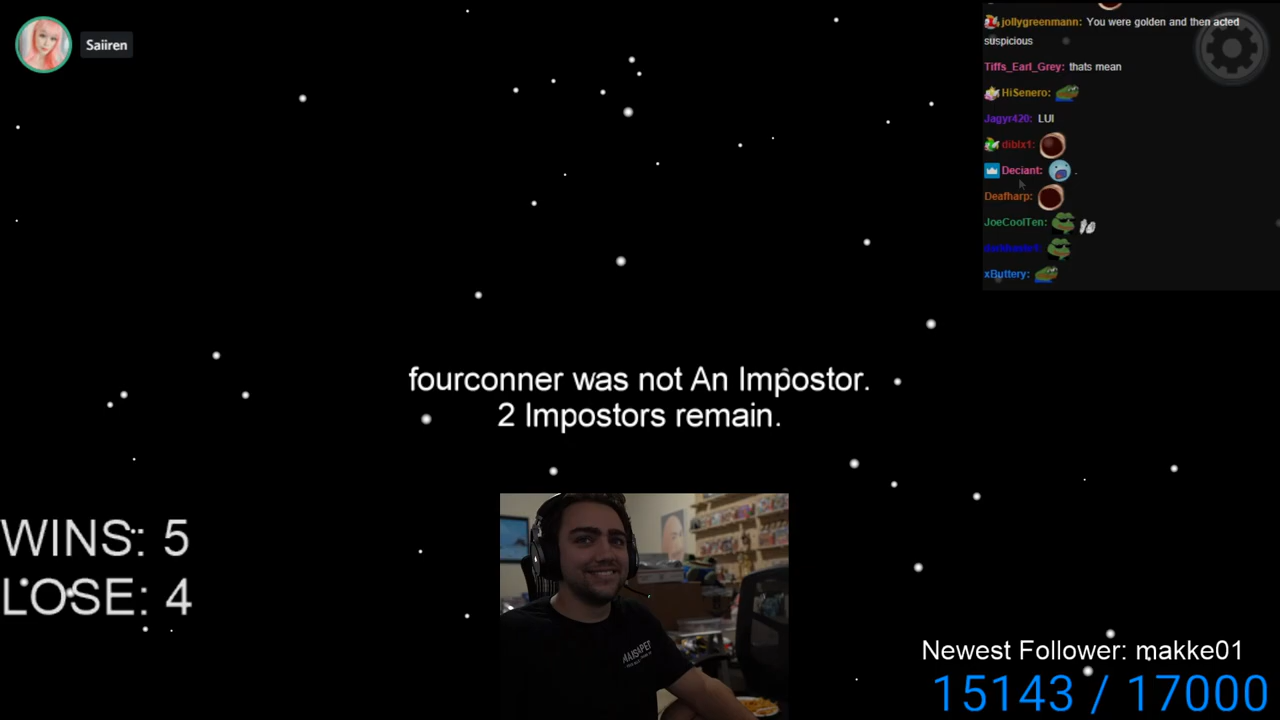 Saiiren
jollygreenmann: You were golden and then acted
suspicious
Tiffs_Earl_Grey: thats mean
HiSenero:
Jagyr420: LUl
diblx1:
Deciant: .
Deafharp:
JoeCoolTen:
xButtery:
fourconner was not An Impostor.
2 Impostors remain.
WINS: 5
LOSE: 4
Newest Follower: makke01
15143 / 17000